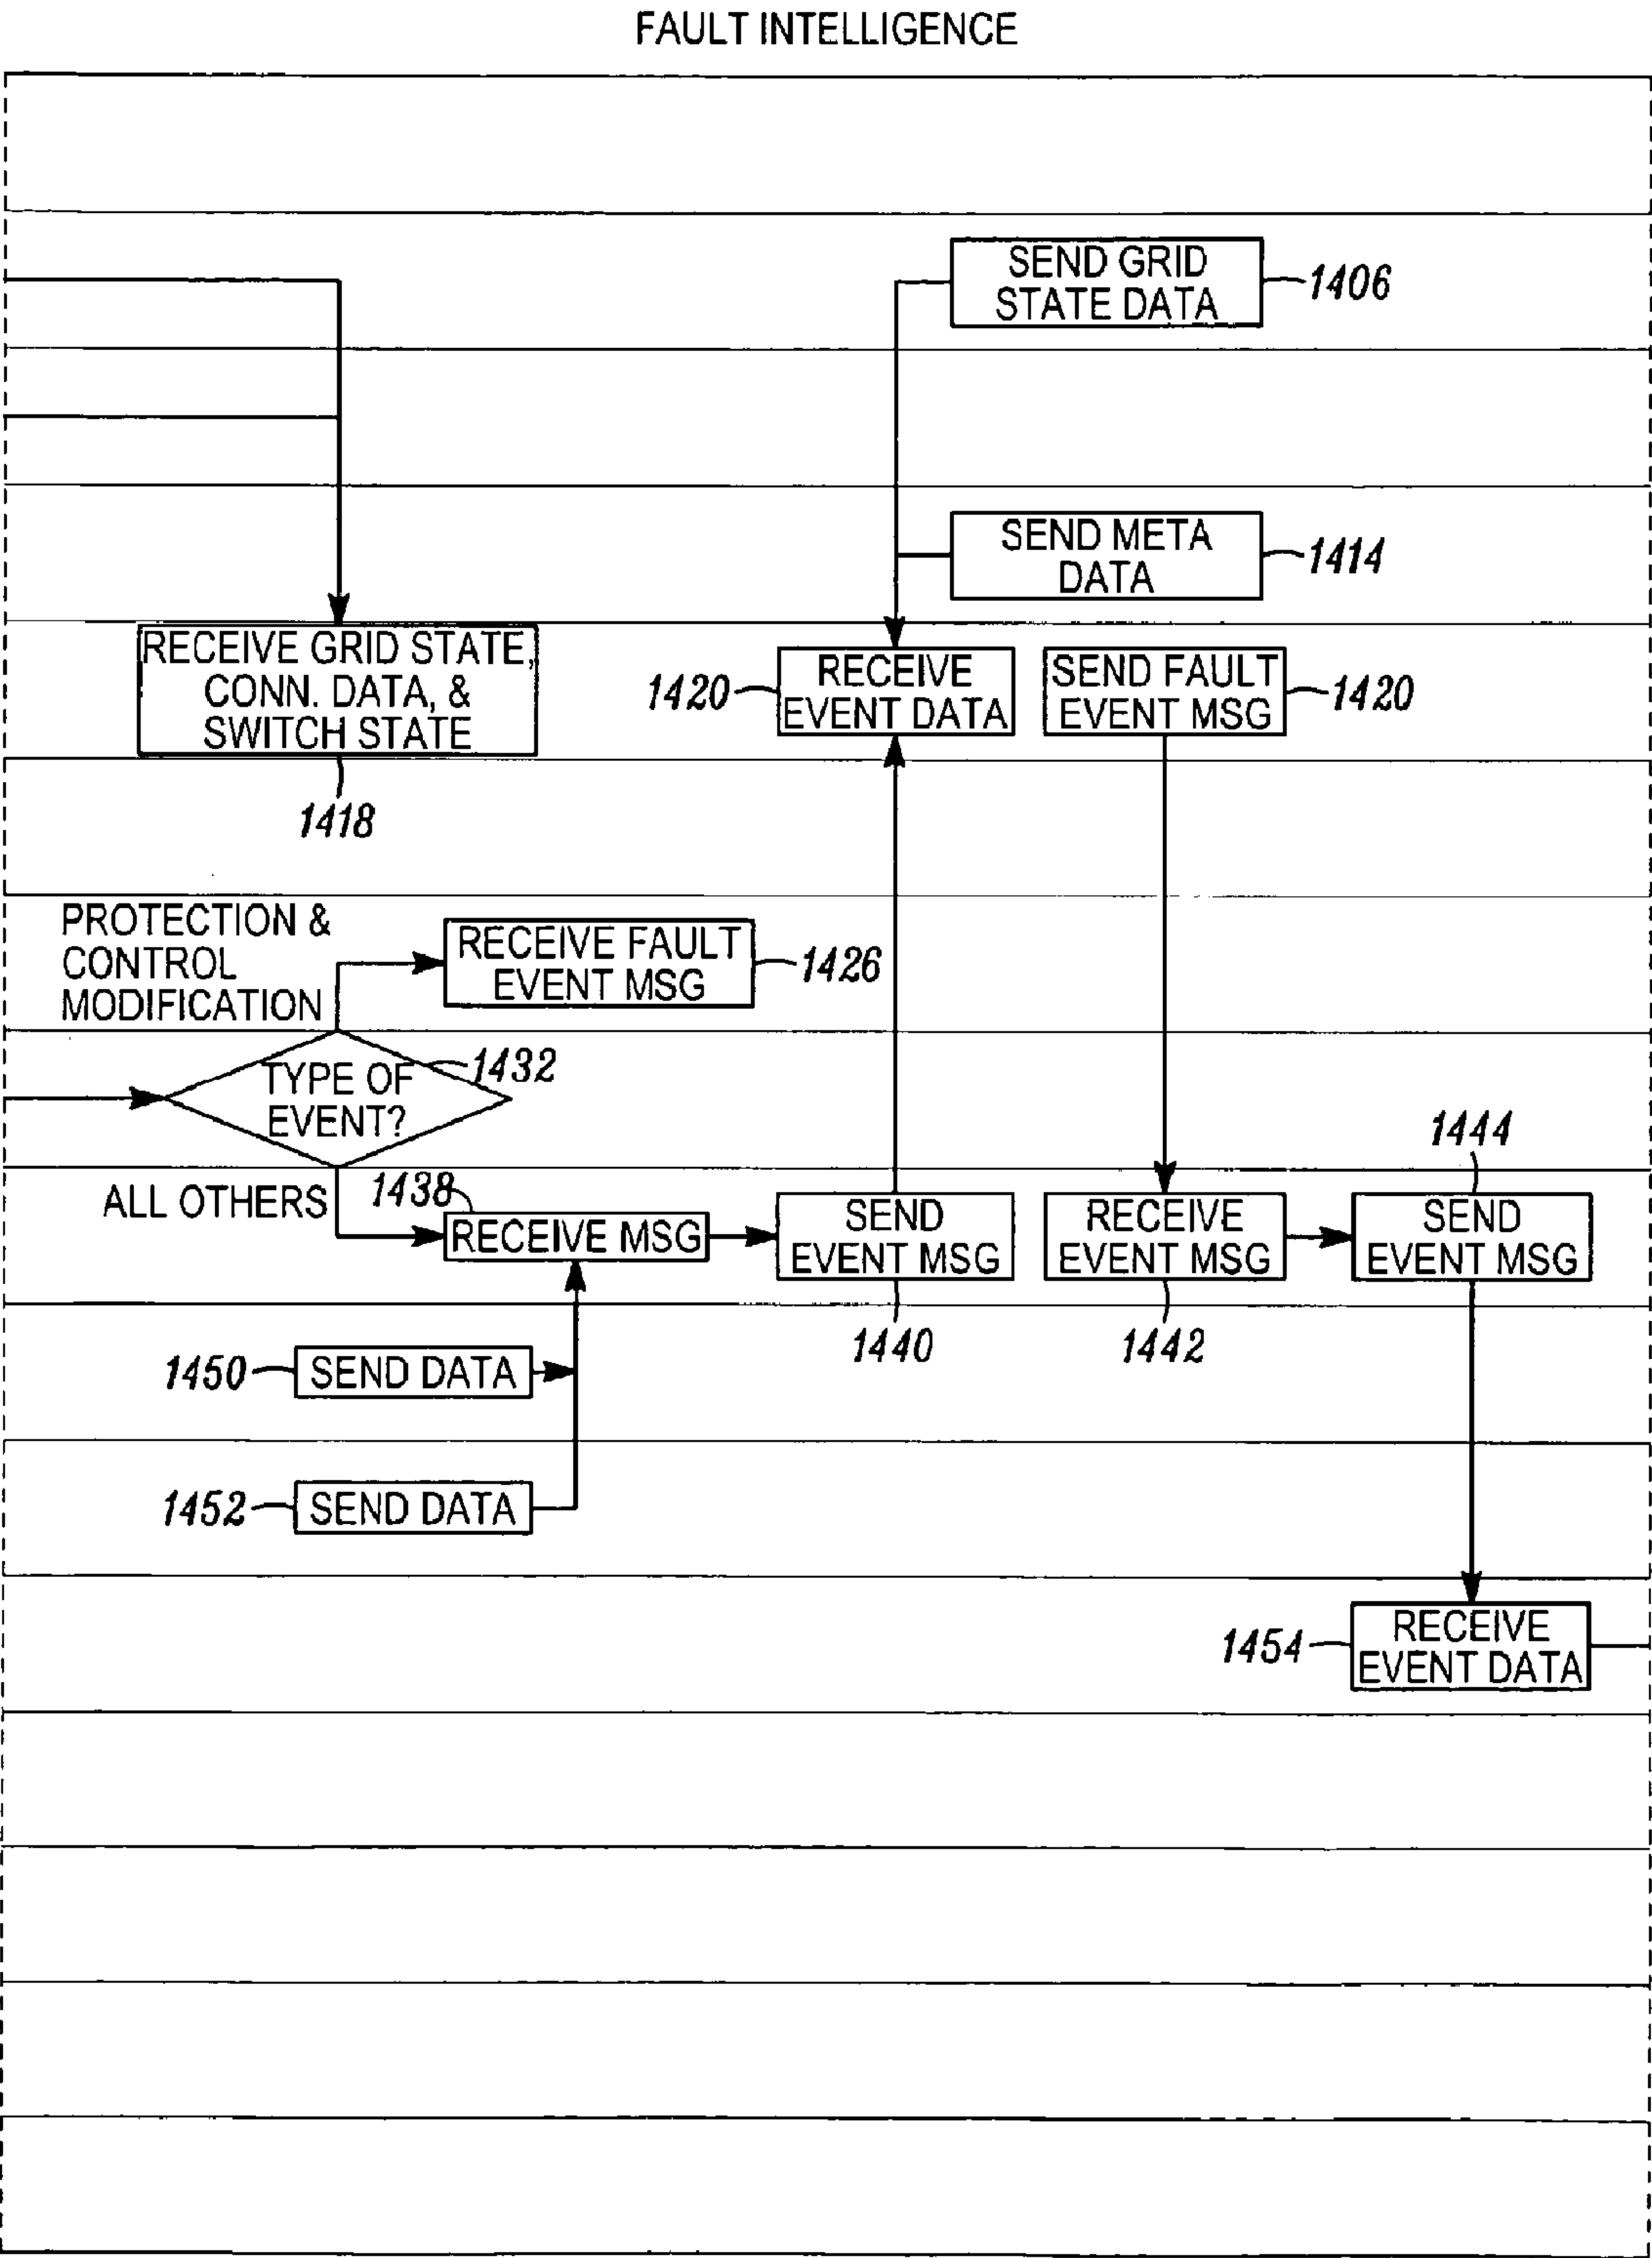 FAULT INTELLIGENCE
SEND GRID
STATE DATA
1406
SEND META
DATA
1414
RECEIVE GRID STATE,
CONN. DATA, &
SWITCH STATE
1418
1420
RECEIVE
EVENT DATA
SEND FAULT
EVENT MSG
1420
PROTECTION &
CONTROL
MODIFICATION
RECEIVE FAULT
EVENT MSG
1426
TYPE OF
EVENT?
1432
ALL OTHERS
1438
RECEIVE MSG
SEND
EVENT MSG
1440
RECEIVE
EVENT MSG
1442
1444
SEND
EVENT MSG
1450
SEND DATA
1452
SEND DATA
1454
RECEIVE
EVENT DATA